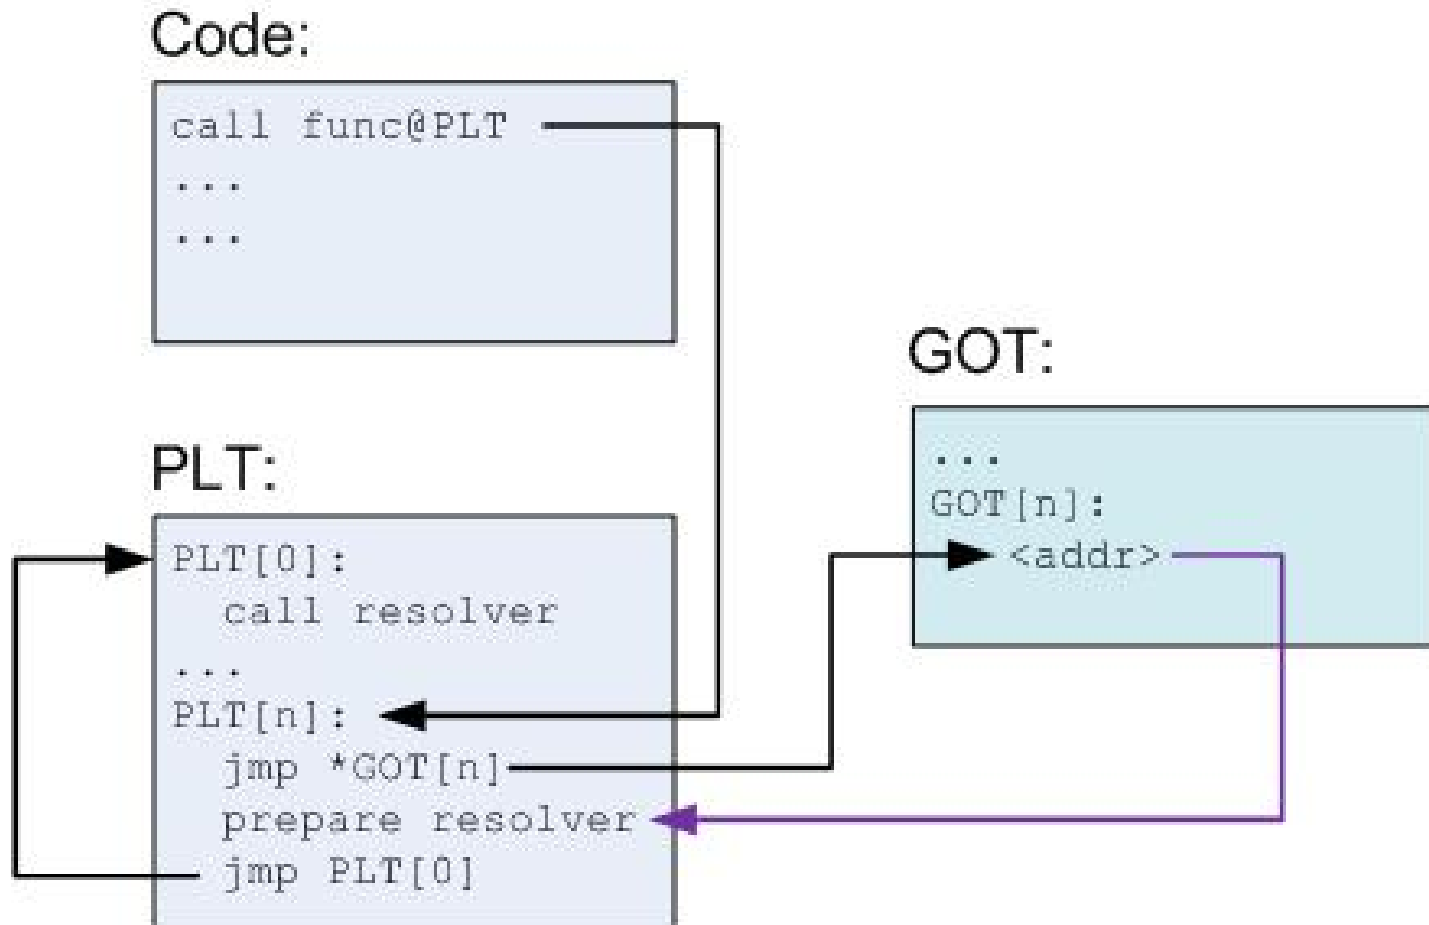 Code:
call func@PLT
...
...
PLT:
PLT[0]:
call resolver
...
PLT[n]:
jmp *GOT[n]
prepare resolver
jmp PLT[0]
GOT:
...
GOT[n]:
<addr>